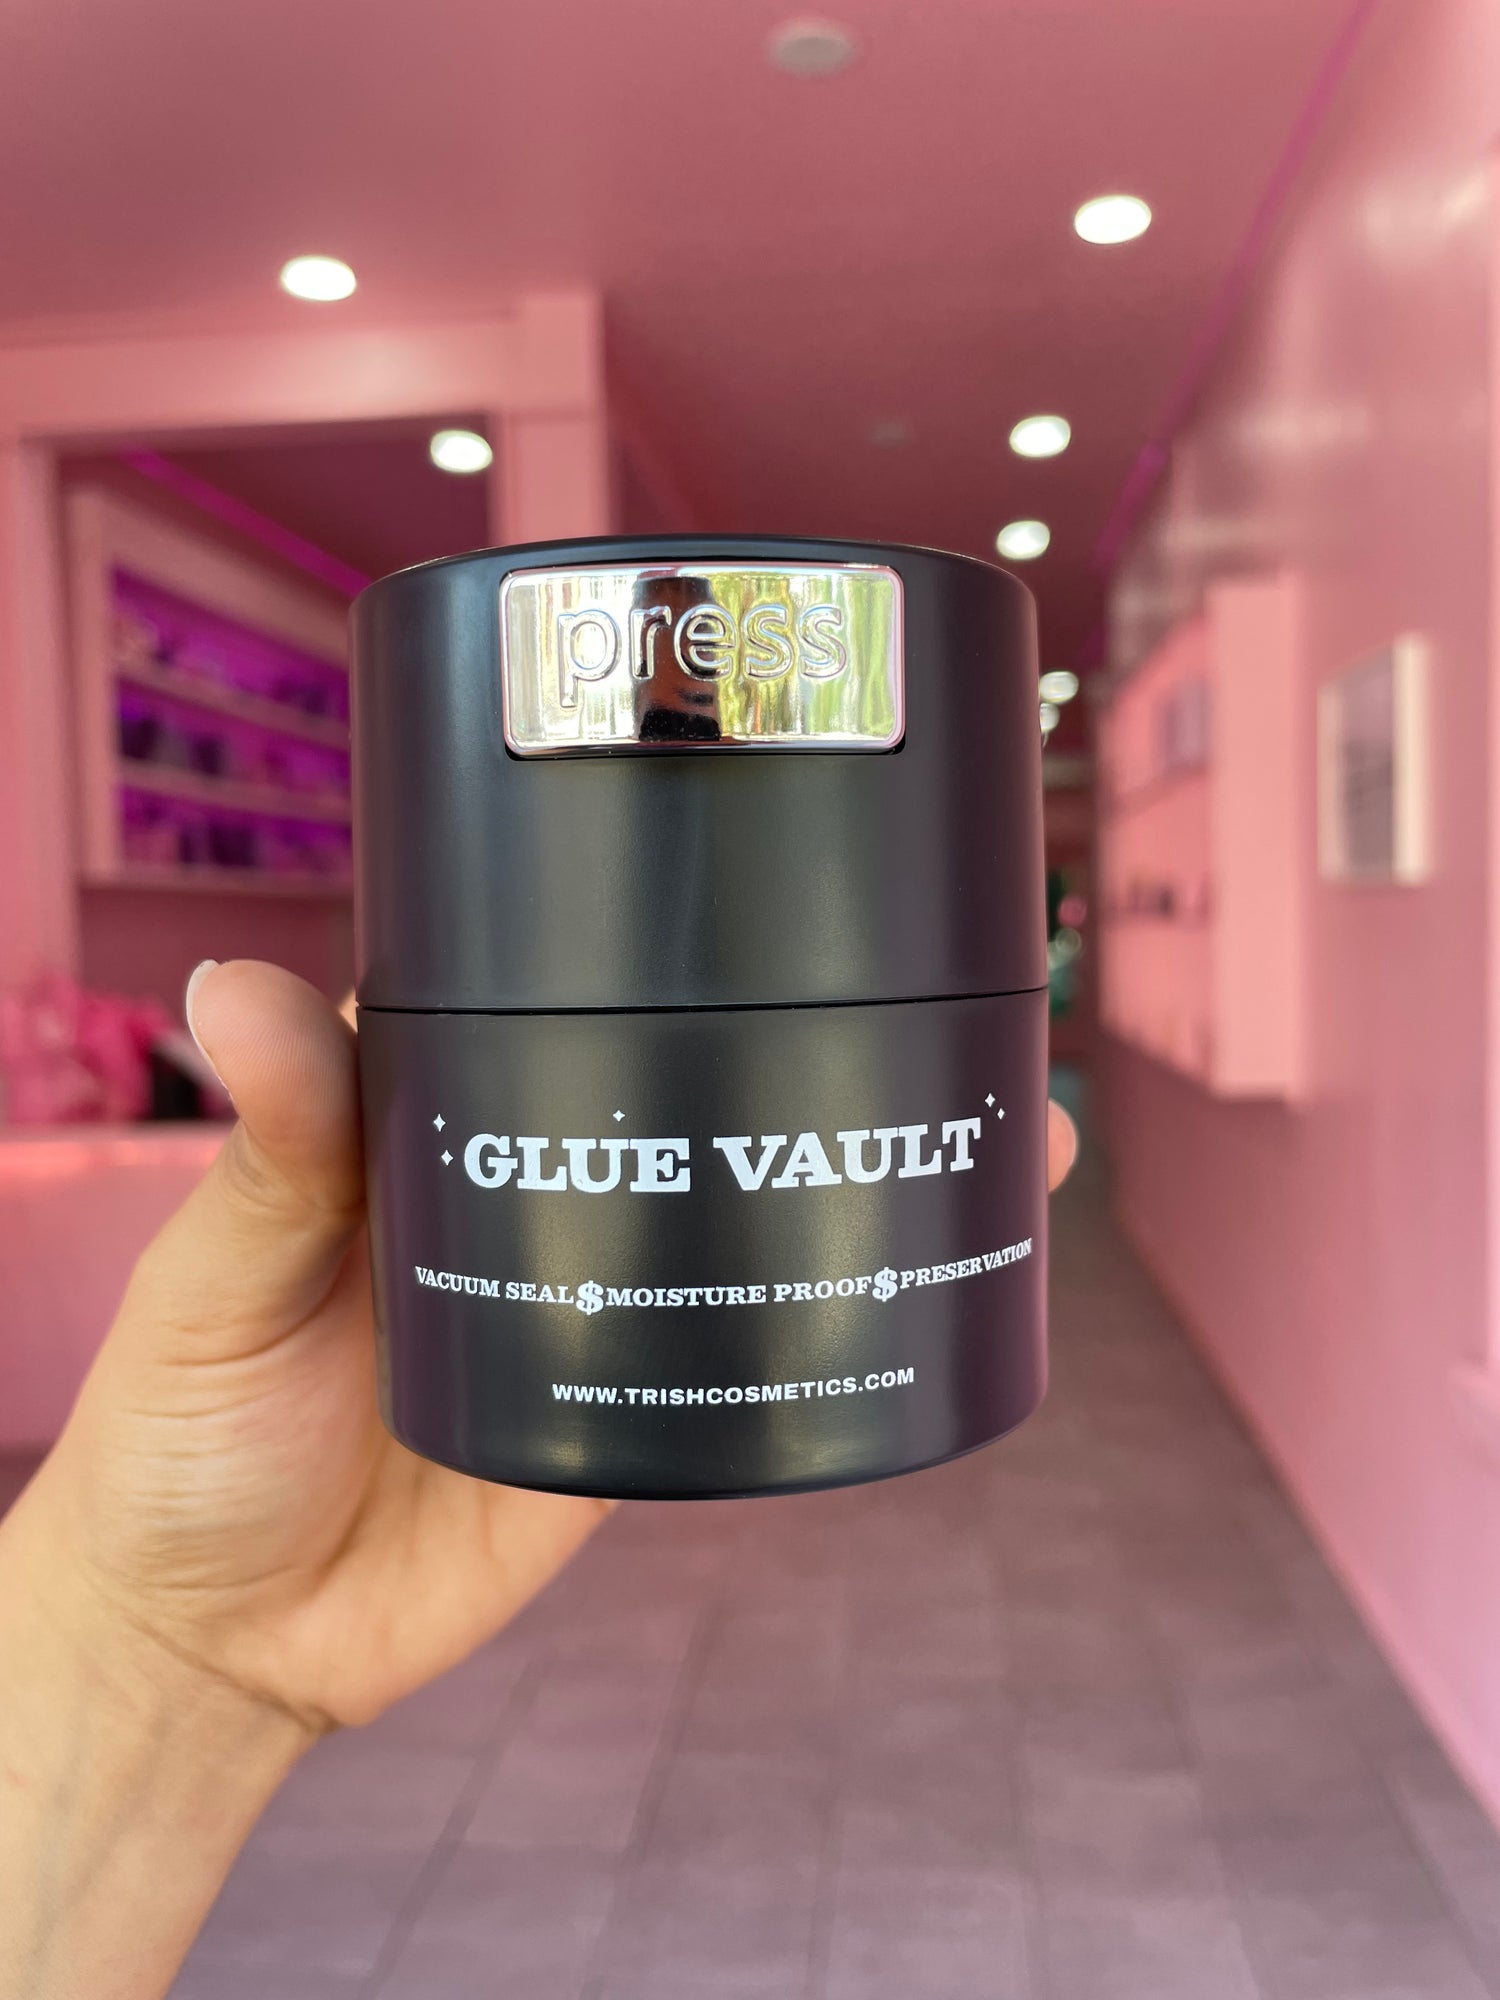 press
GLUE VAULT
VACUUM SEAL$MOISTURE PROOF$PRESERVATION
WWW.TRISHCOSMETICS.COM